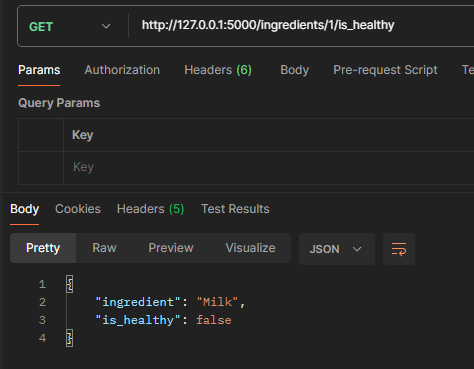 GET http://127.0.0.1:5000/ingredients/1/is_healthy
Params Authorization Headers (6) Body Pre-request Script Te
Query Params
Key
Key
Body Cookies Headers (5) Test Results
Pretty Raw Preview Visualize JSON
1 {
2 "ingredient": "Milk",
3 "is_healthy": false
4 }